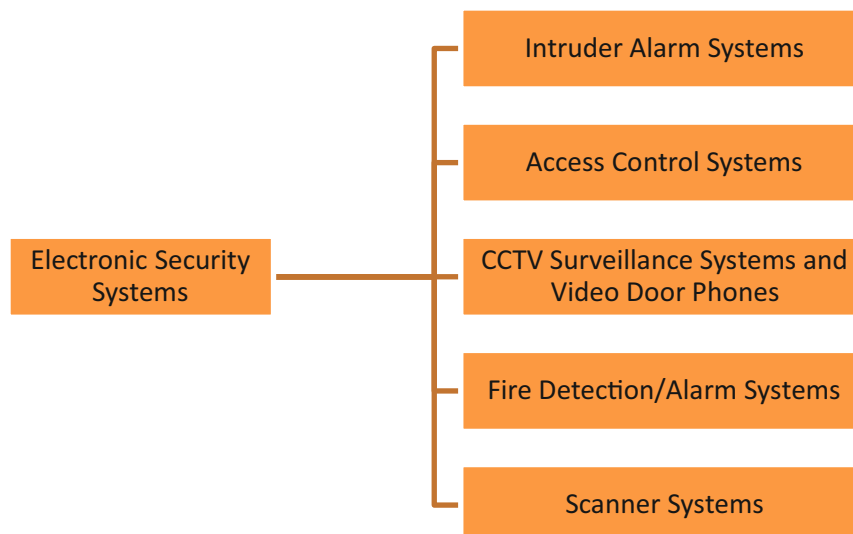 Intruder Alarm Systems
Access Control Systems
Electronic Security
Systems
CCTV Surveillance Systems and
Video Door Phones
Fire Detection/Alarm Systems
Scanner Systems